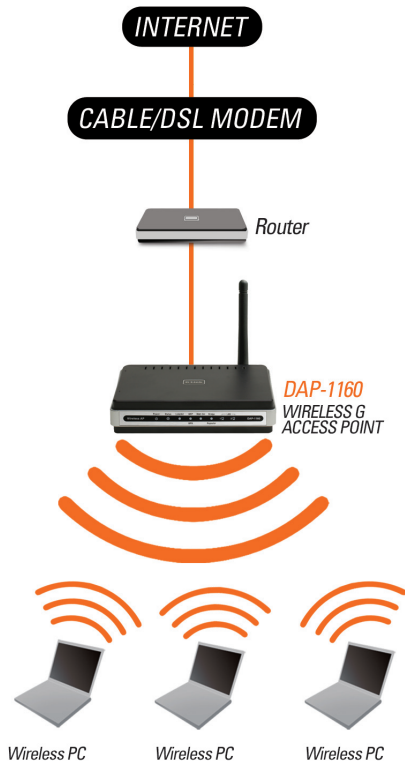 INTERNET
CABLE/DSL MODEM
Router
DAP-1160
WIRELESS G
ACCESS POINT
Wireless PC
Wireless PC
Wireless PC